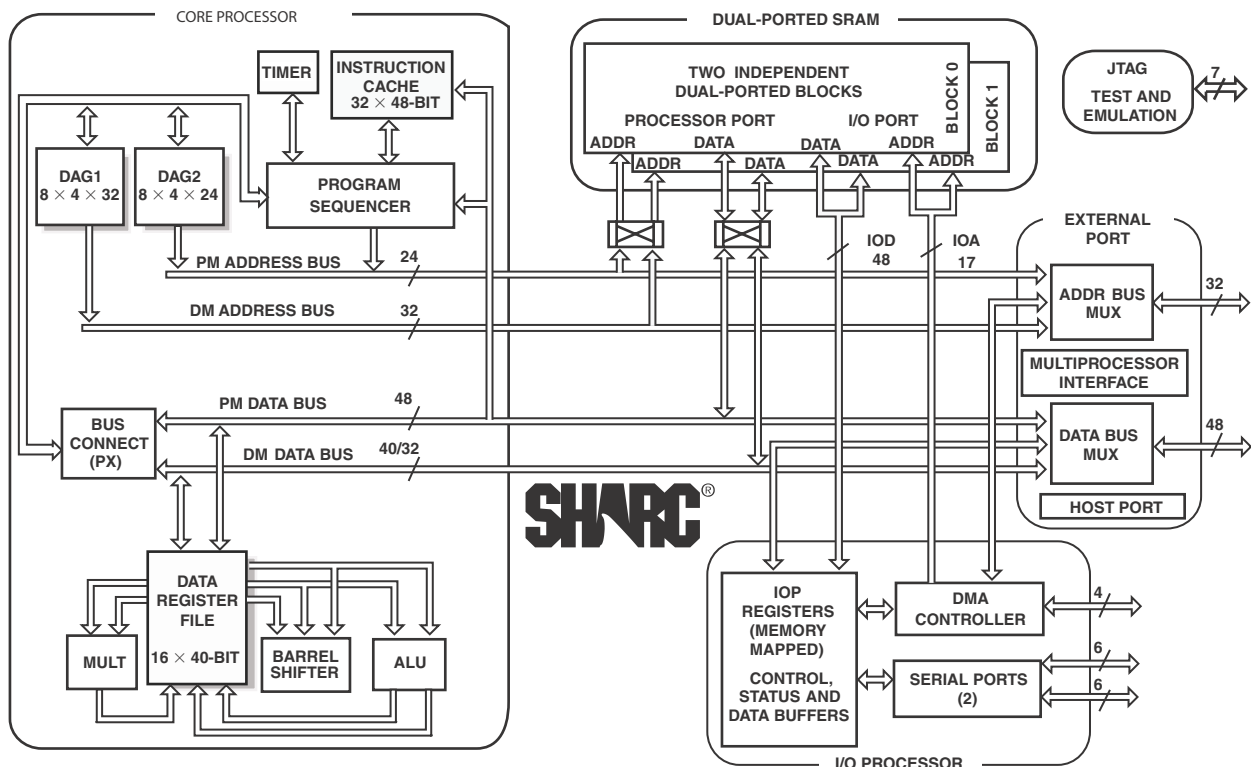 CORE PROCESSOR
TIMER
INSTRUCTION
CACHE
32 × 48-BIT
DAG1
8 × 4 × 32
DAG2
8 × 4 × 24
PROGRAM
SEQUENCER
PM ADDRESS BUS
24
DM ADDRESS BUS
32
PM DATA BUS
48
BUS
CONNECT
(PX)
DM DATA BUS
40/32
DATA
REGISTER
FILE
16 × 40-BIT
MULT
BARREL
SHIFTER
ALU
DUAL-PORTED SRAM
TWO INDEPENDENT
DUAL-PORTED BLOCKS
PROCESSOR PORT
I/O PORT
BLOCK 0
BLOCK 1
ADDR
DATA
DATA
ADDR
ADDR
DATA
DATA
ADDR
IOD
48
IOA
17
JTAG
TEST AND
EMULATION
7
EXTERNAL
PORT
ADDR BUS
MUX
32
MULTIPROCESSOR
INTERFACE
DATA BUS
MUX
48
HOST PORT
SHARC®
IOP
REGISTERS
(MEMORY
MAPPED)
CONTROL,
STATUS AND
DATA BUFFERS
DMA
CONTROLLER
4
SERIAL PORTS
(2)
6
6
I/O PROCESSOR